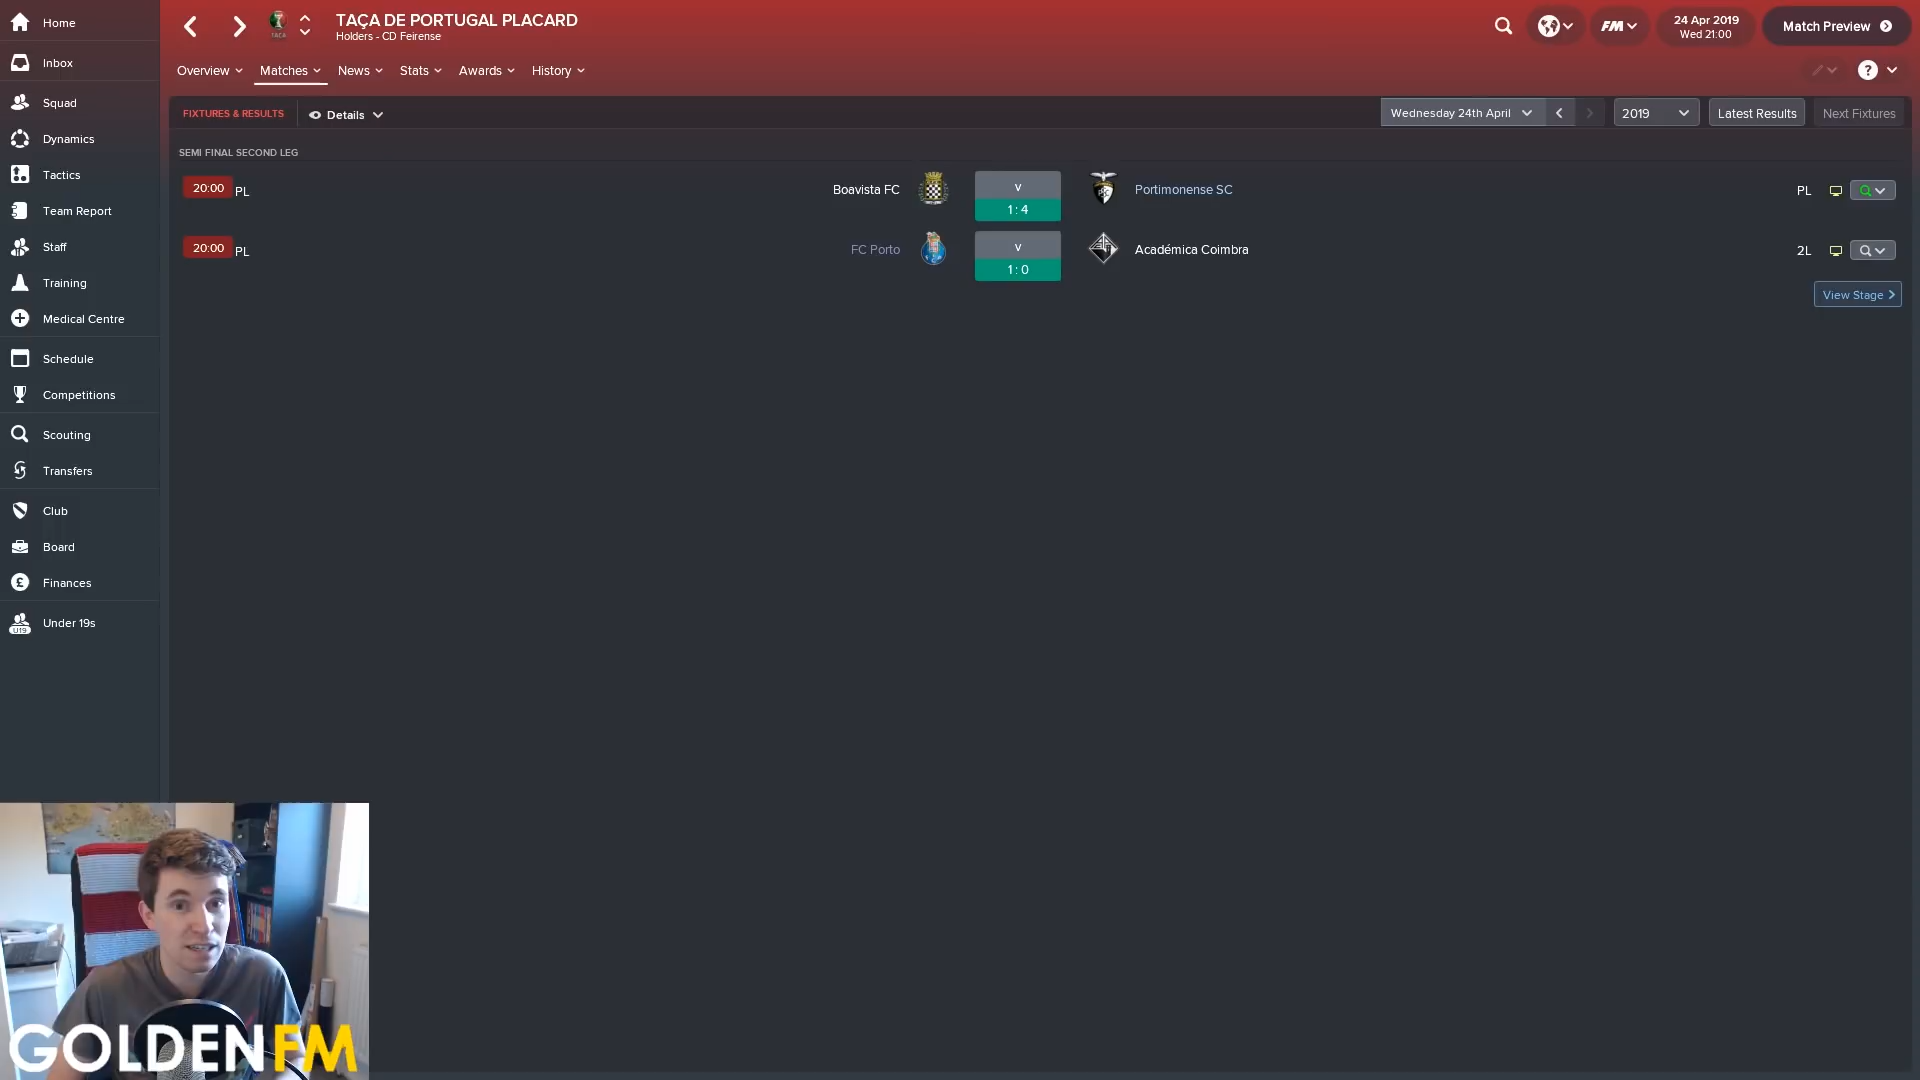 Home
Inbox
Squad
Dynamics
Tactics
Team Report
Staff
Training
Medical Centre
Schedule
Competitions
Scouting
Transfers
Club
Board
Finances
U19
Under 19s
TAÇA DE PORTUGAL PLACARD
Holders - CD Feirense
FM
24 Apr 2019
Wed 21:00
Match Preview
Overview Matches News Stats Awards History
?
FIXTURES & RESULTS Details
Wednesday 24th April 2019 Latest Results Next Fixtures
SEMI FINAL SECOND LEG
20:00 PL Boavista FC v Portimonense SC PL
1 : 4
20:00 PL FC Porto v Académica Coimbra 2L
1 : 0
View Stage
GOLDENFM